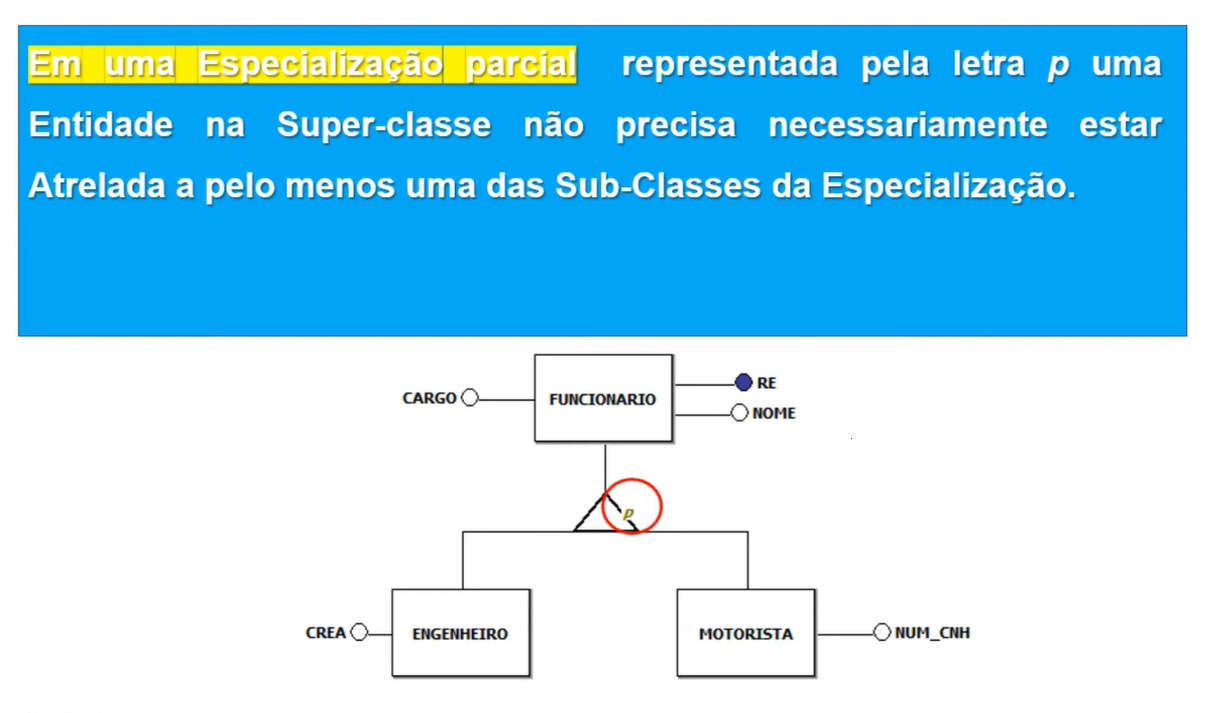 Em uma Especialização parcial representada pela letra p uma
Entidade na Super-classe não precisa necessariamente estar
Atrelada a pelo menos uma das Sub-Classes da Especialização.
CARGO
FUNCIONARIO
RE
NOME
p
CREA
ENGENHEIRO
MOTORISTA
NUM_CNH